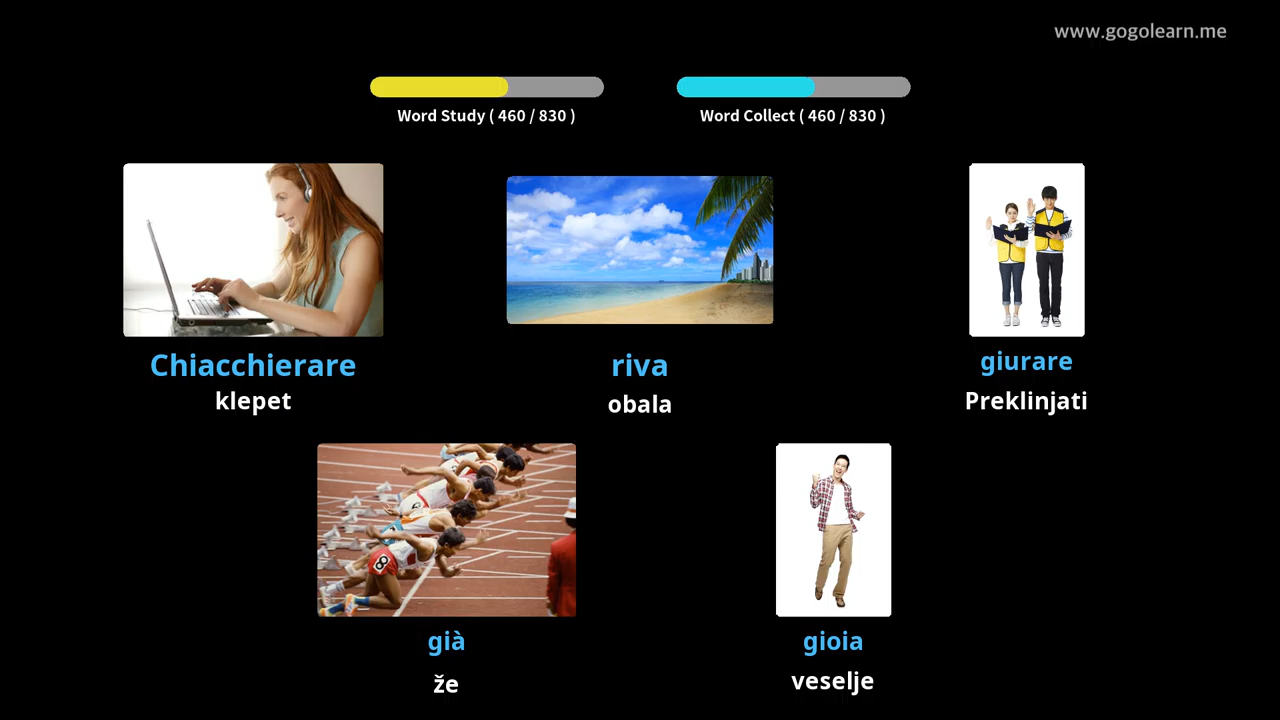 www.gogolearn.me
Word Study ( 460 / 830 )
Word Collect ( 460 / 830 )
Chiacchierare
klepet
riva
obala
giurare
Preklinjati
8
già
že
gioia
veselje